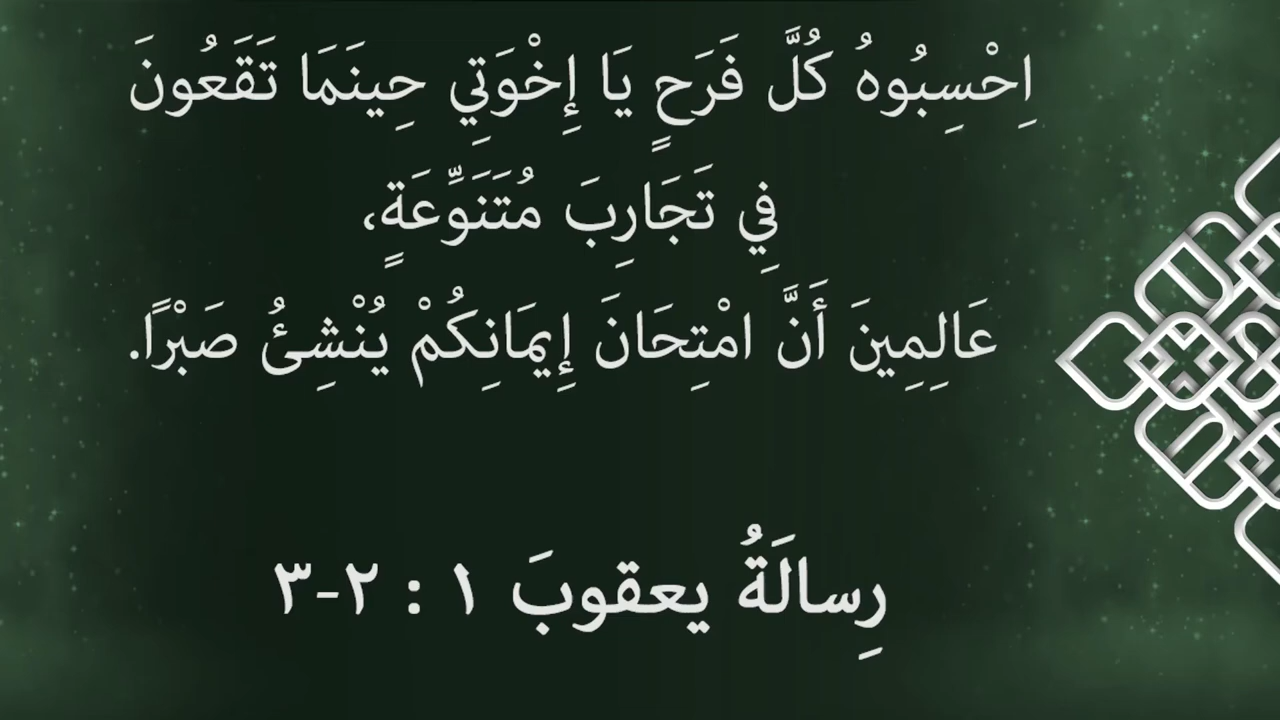 اِحْسِبُوهُ كُلَّ فَرَحٍ يَا إِخْوَتِي حِينَمَا تَقَعُونَ
فِي تَجَارِبَ مُتَنَوِّعَةٍ،
عَالِمِينَ أَنَّ امْتِحَانَ إِيمَانِكُمْ يُنْشِئُ صَبْرًا.
رِسالَةُ يعقوبَ ١ : ٢-٣